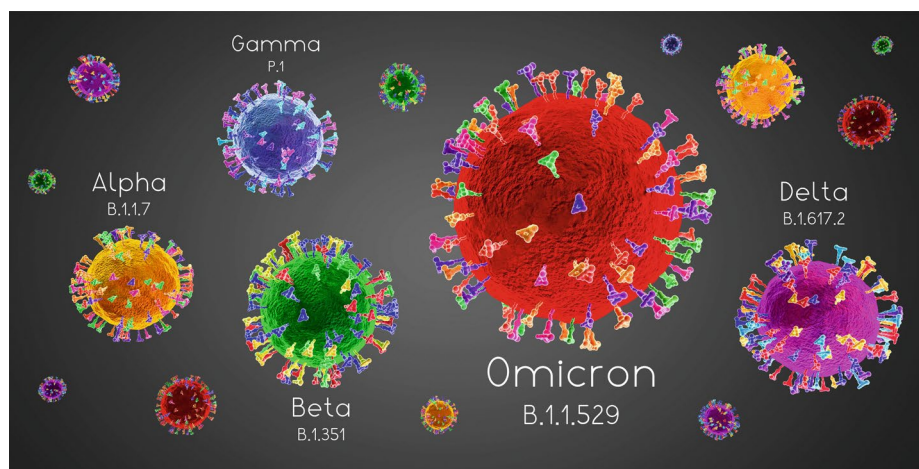 Gamma
P.1
Alpha
B.1.1.7
Delta
B.1.617.2
Omicron
B.1.1.529
Beta
B.1.351